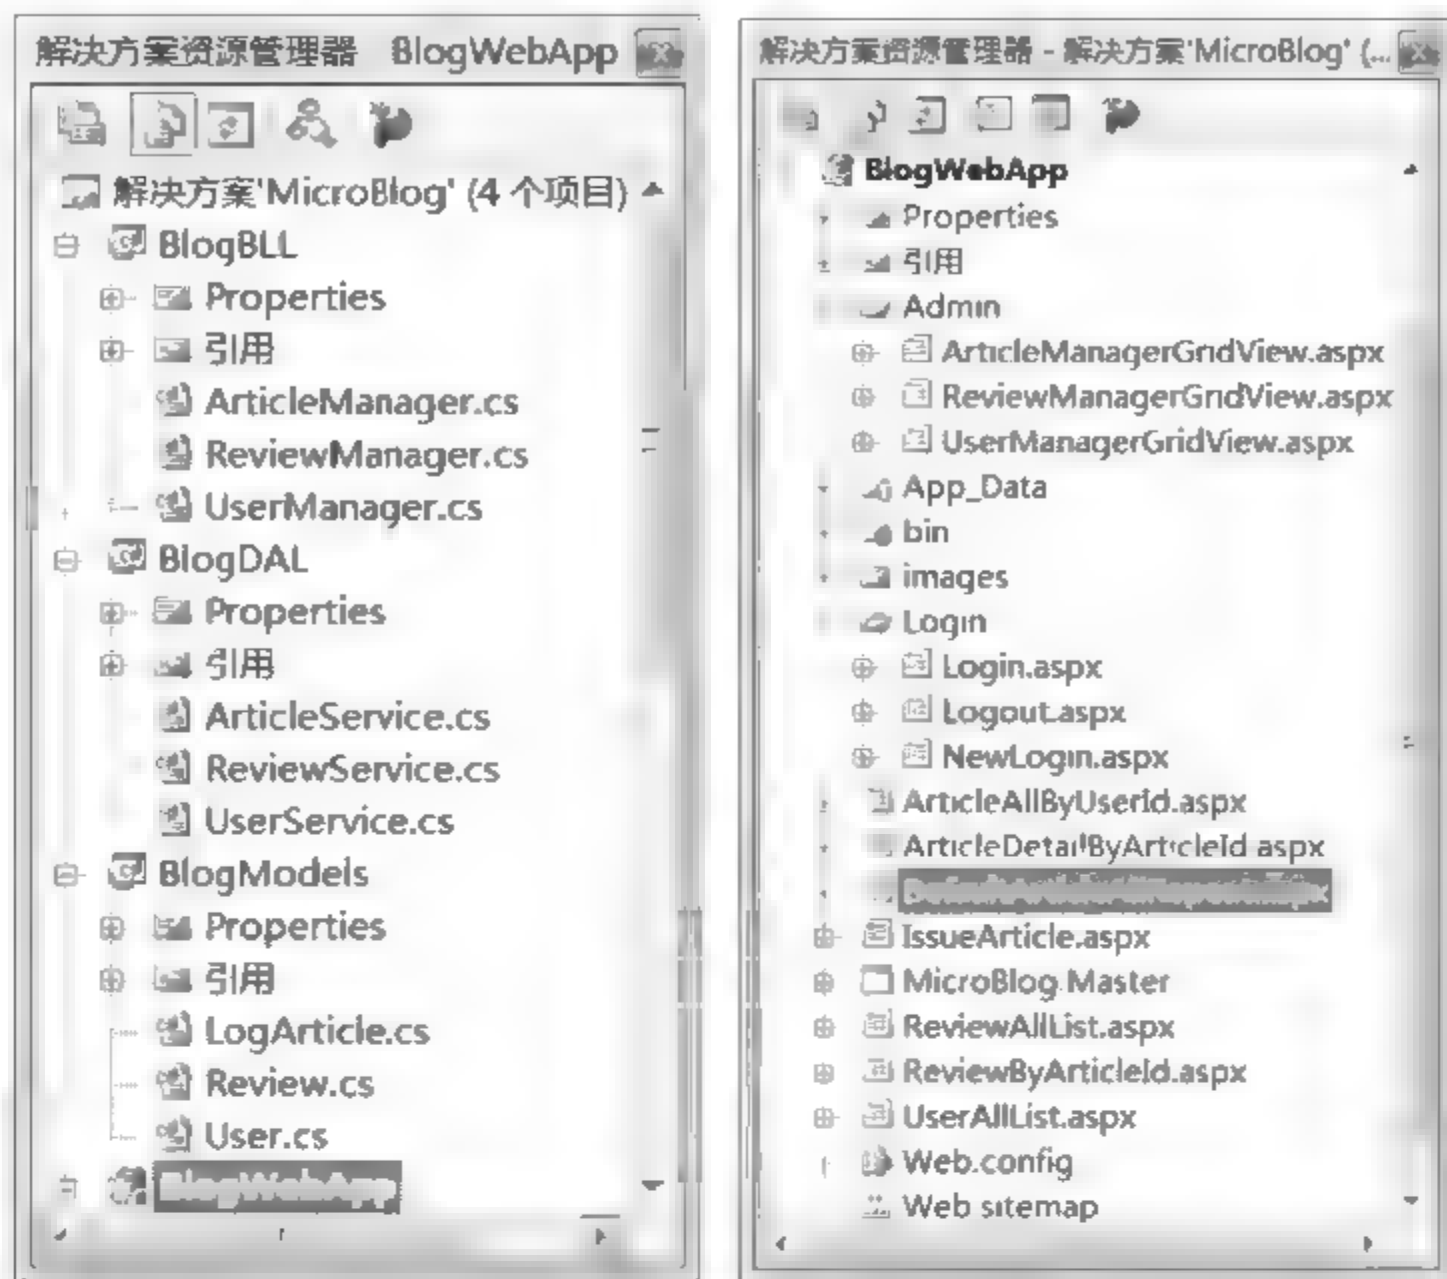 解决方案资源管理器 BlogWebApp
解决方案'MicroBlog' (4 个项目)
BlogBLL
Properties
引用
ArticleManager.cs
ReviewManager.cs
UserManager.cs
BlogDAL
Properties
引用
ArticleService.cs
ReviewService.cs
UserService.cs
BlogModels
Properties
引用
LogArticle.cs
Review.cs
User.cs
解决方案资源管理器 - 解决方案'MicroBlog' (...
BlogWebApp
Properties
引用
Admin
ArticleManagerGridView.aspx
ReviewManagerGridView.aspx
UserManagerGridView.aspx
App_Data
bin
images
Login
Login.aspx
Logout.aspx
NewLogin.aspx
ArticleAllByUserId.aspx
ArticleDetailByArticleId.aspx
IssueArticle.aspx
MicroBlog.Master
ReviewAllList.aspx
ReviewByArticleId.aspx
UserAllList.aspx
Web.config
Web sitemap